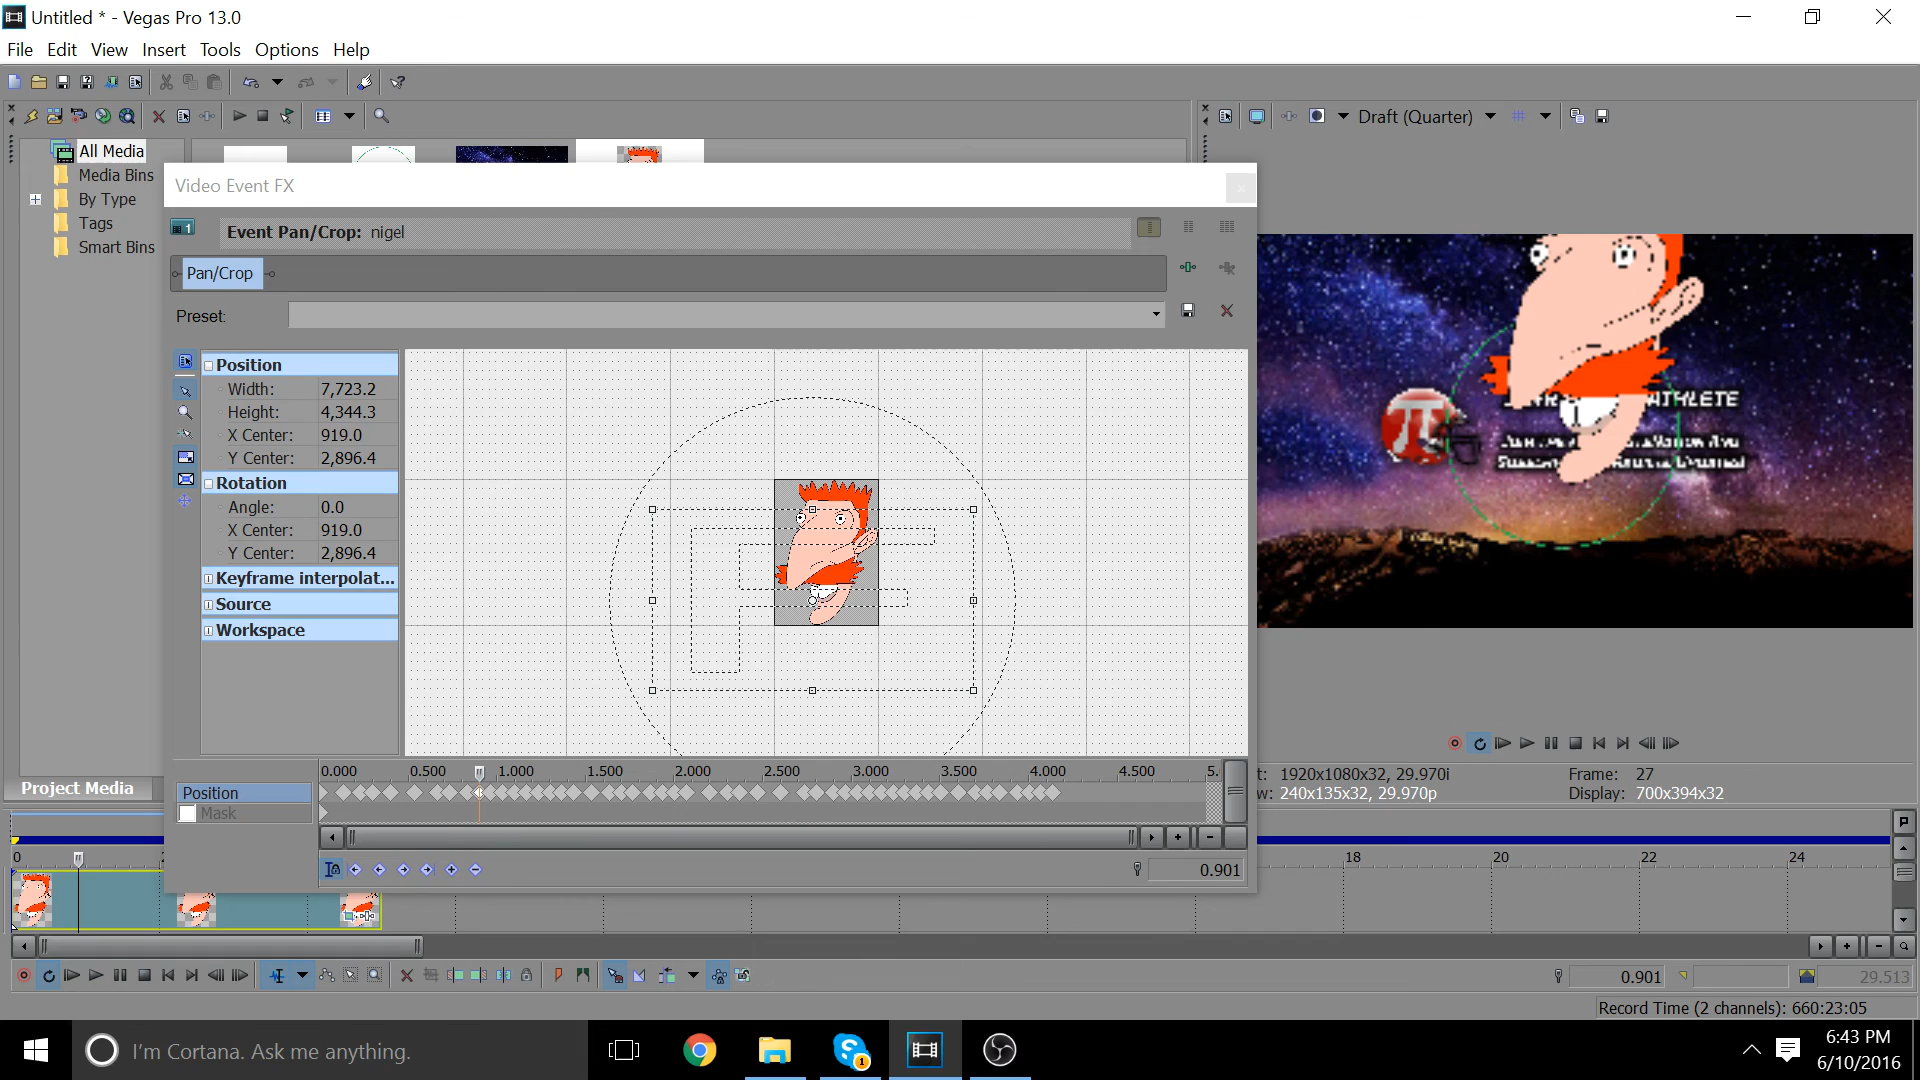 Untitled * - Vegas Pro 13.0
File Edit View Insert Tools Options Help
Draft (Quarter)
All Media
Media Bins
By Type
Tags
Smart Bins
Video Event FX
1
Event Pan/Crop: nigel
Pan/Crop
Preset:
Position
Width: 7,723.2
Height: 4,344.3
X Center: 919.0
Y Center: 2,896.4
Rotation
Angle: 0.0
X Center: 919.0
Y Center: 2,896.4
Keyframe interpolat...
Source
Workspace
ATHLETE
0.000 0.500 1.000 1.500 2.000 2.500 3.000 3.500 4.000 4.500 5.
Position
Mask
0.901
t: 1920x1080x32, 29.970i
w: 240x135x32, 29.970p
Frame: 27
Display: 700x394x32
Project Media
0 18 20 22 24
0.901 29.513
Record Time (2 channels): 660:23:05
I'm Cortana. Ask me anything.
1
6:43 PM
6/10/2016